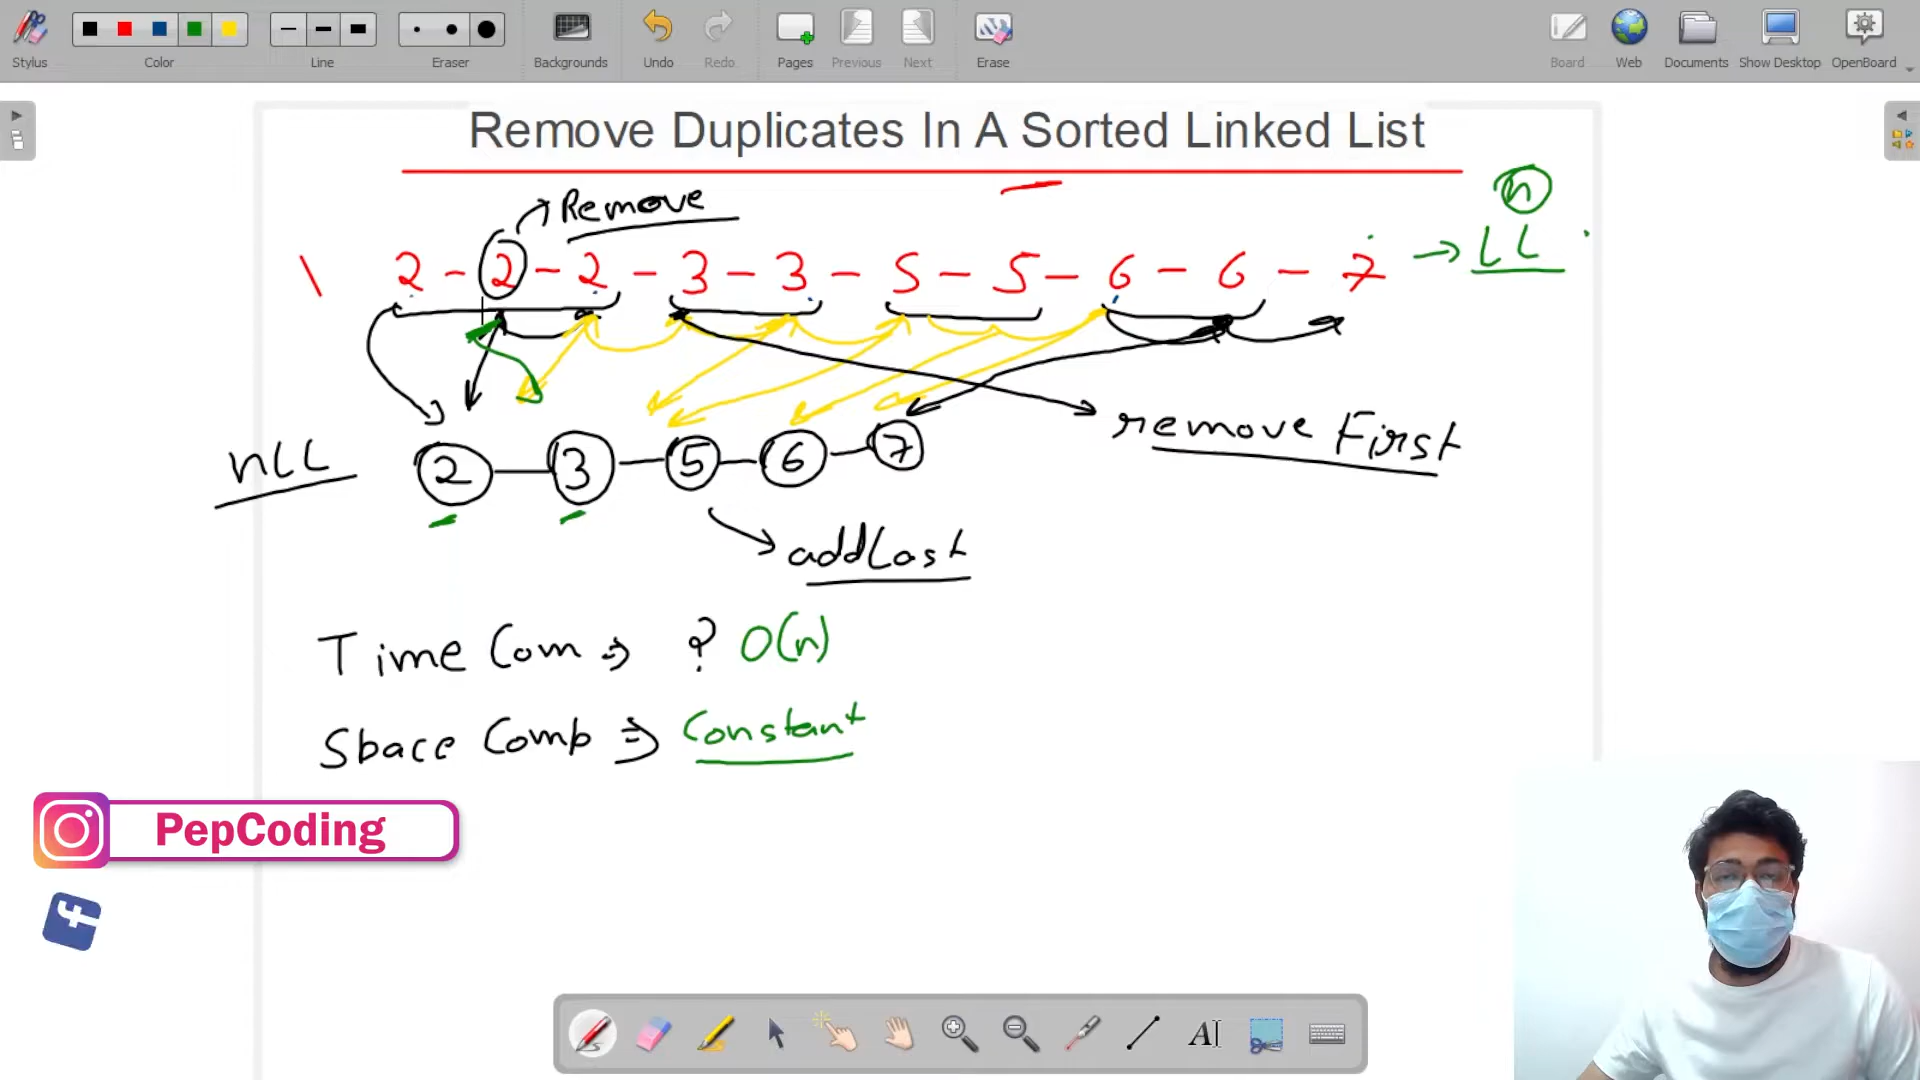 Stylus Color Line Eraser Backgrounds Undo Redo Pages Previous Next Erase Board Web Documents Show Desktop OpenBoard
Remove Duplicates In A Sorted Linked List
n
Remove
2 - 2 - 2 - 3 - 3 - 5 - 5 - 6 - 6 - 7 → LL
remove First
nLL 2 3 5 6 7
addLast
Time Com ⇒ ? O(n)
Space Comp ⇒ Constant
PepCoding